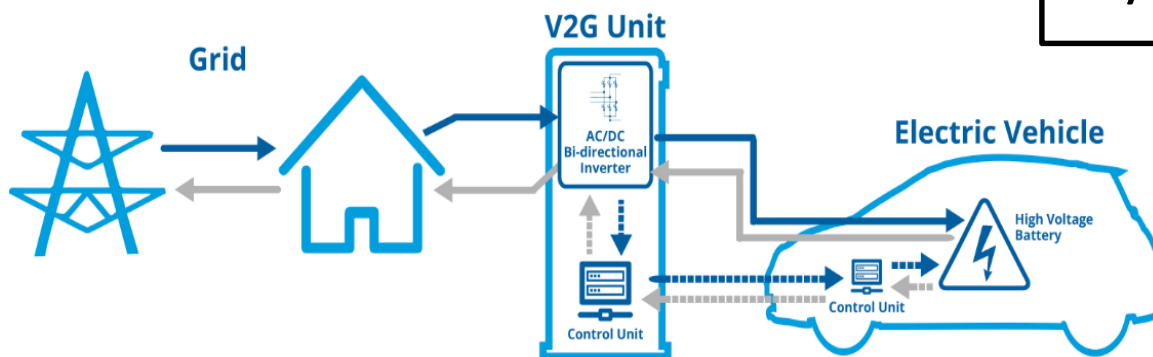 V2G Unit
Grid
AC/DC
Bi-directional
Inverter
Electric Vehicle
High Voltage
Battery
Control Unit
Control Unit